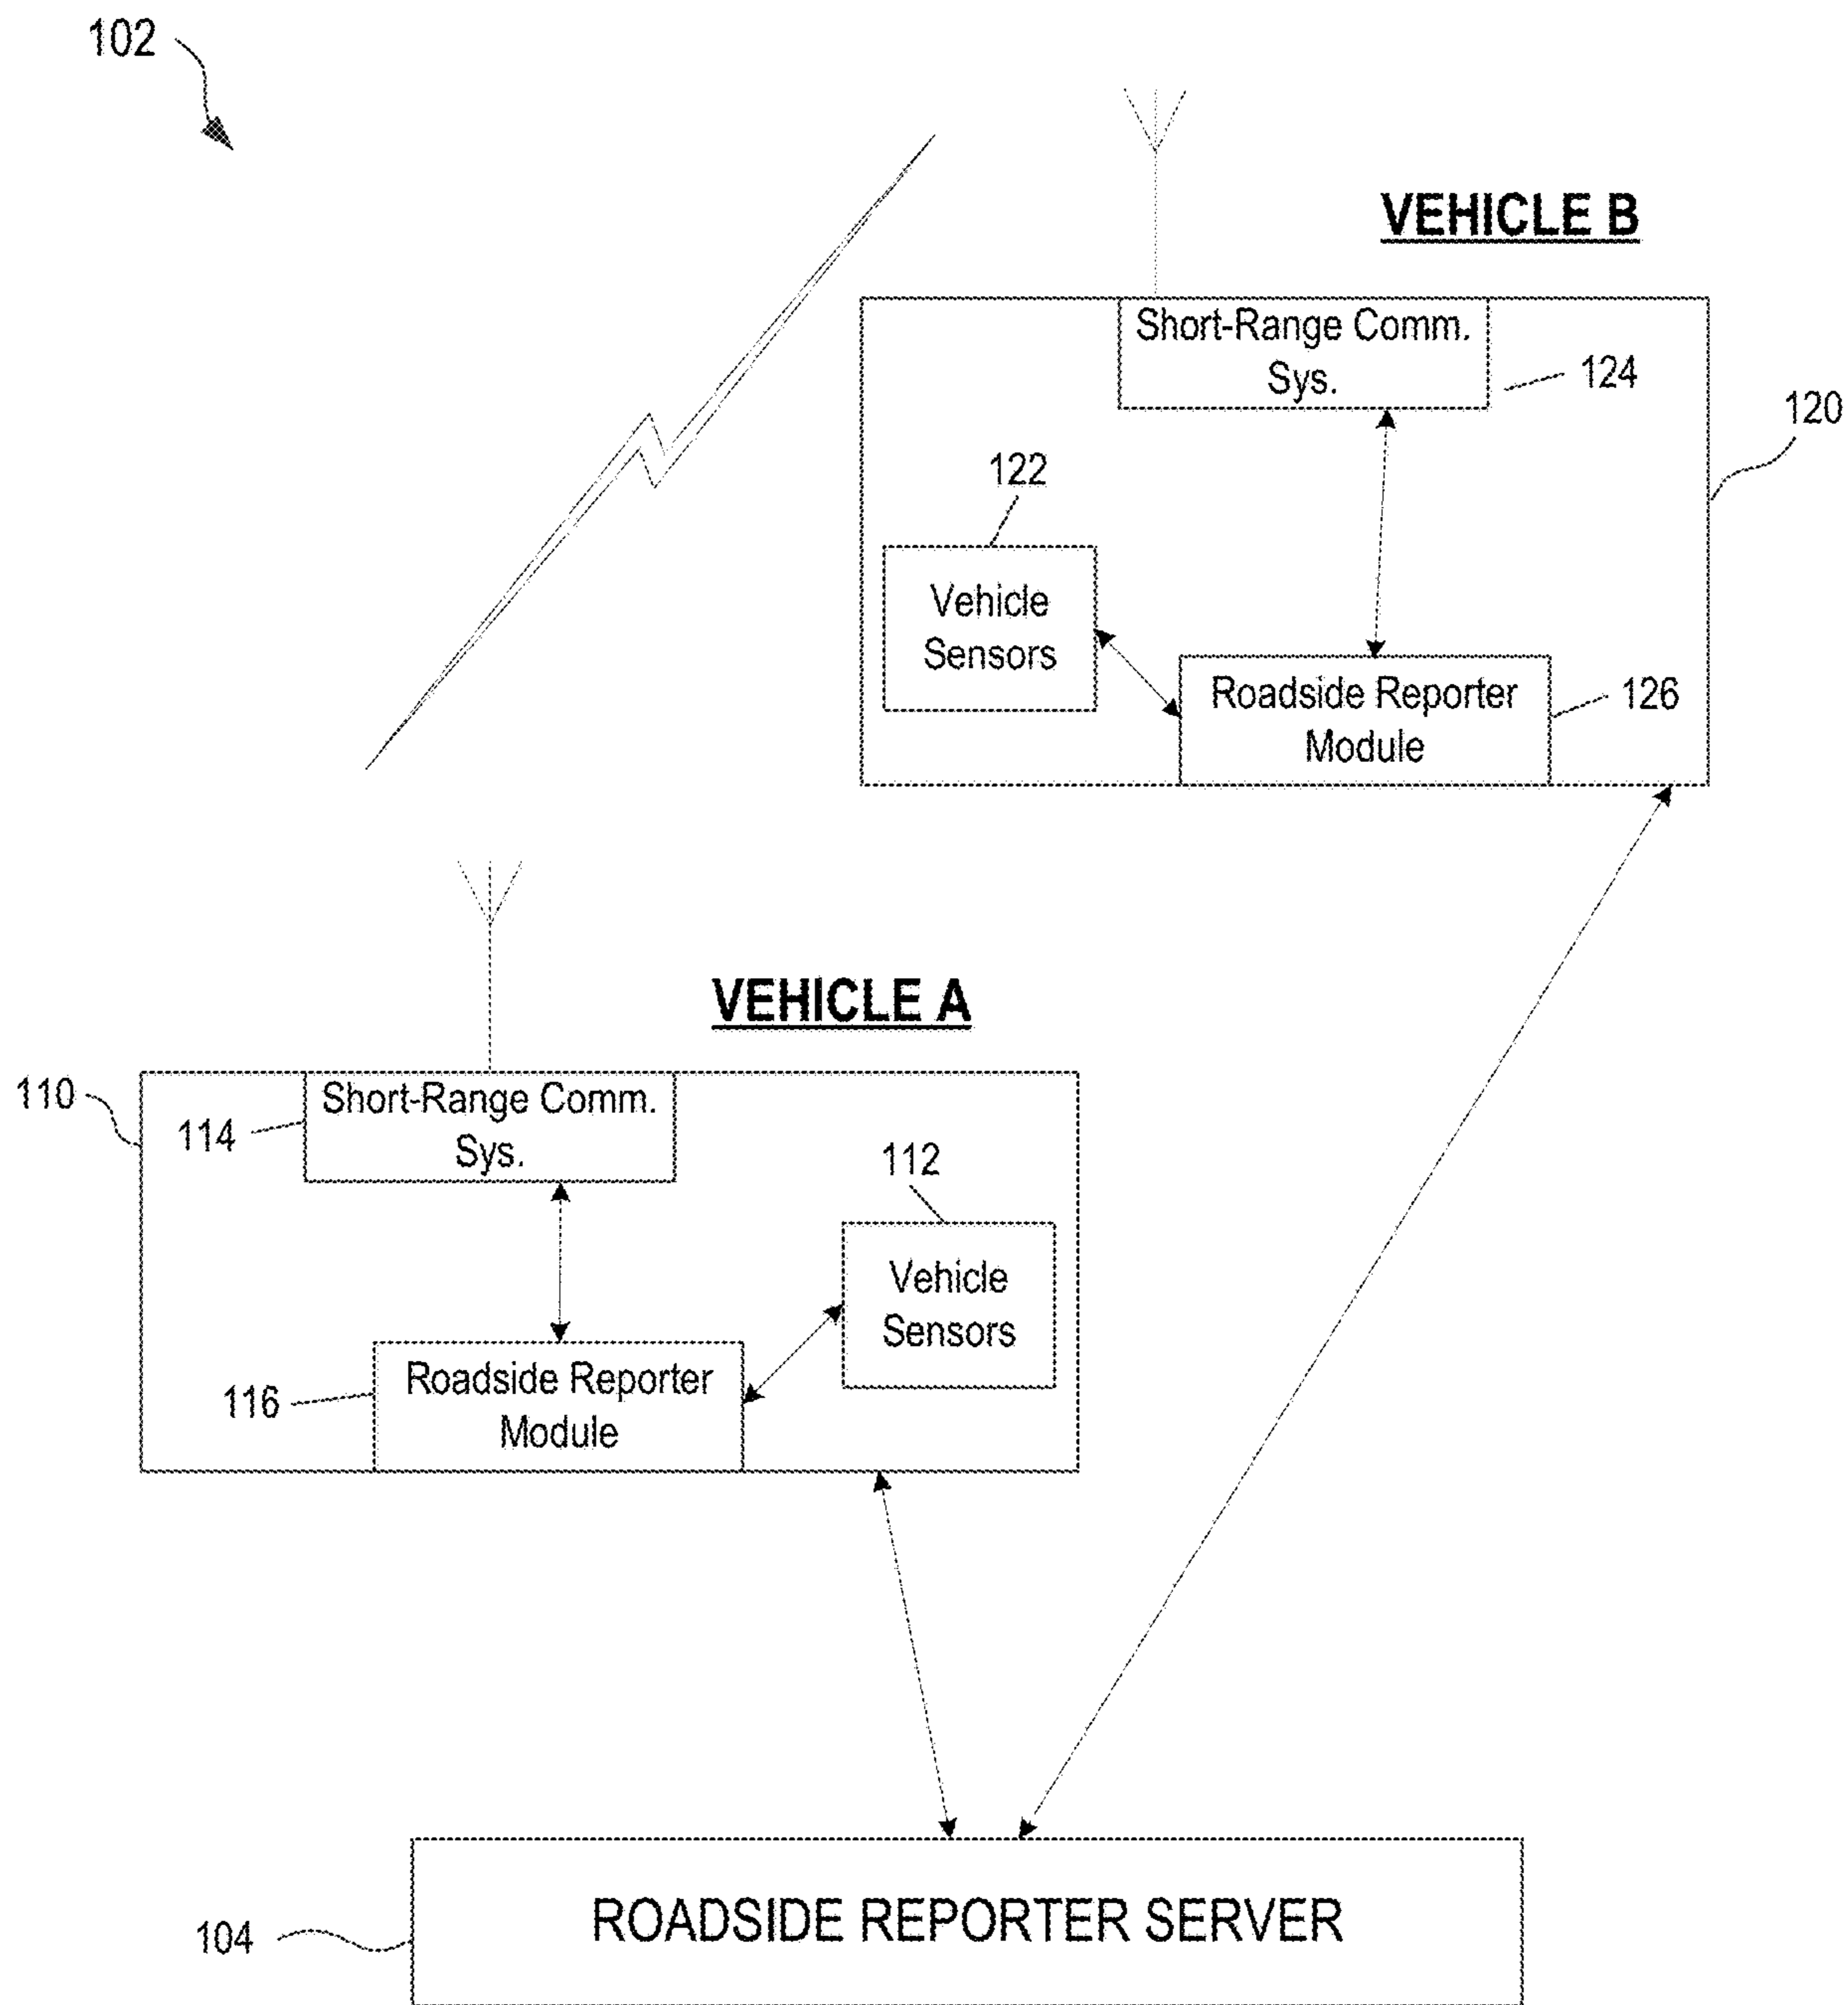 102
VEHICLE B
Short-Range Comm.
Sys.
124
120
122
Vehicle
Sensors
Roadside Reporter
Module
126
VEHICLE A
110
Short-Range Comm.
Sys.
114
112
Vehicle
Sensors
Roadside Reporter
Module
116
ROADSIDE REPORTER SERVER
104